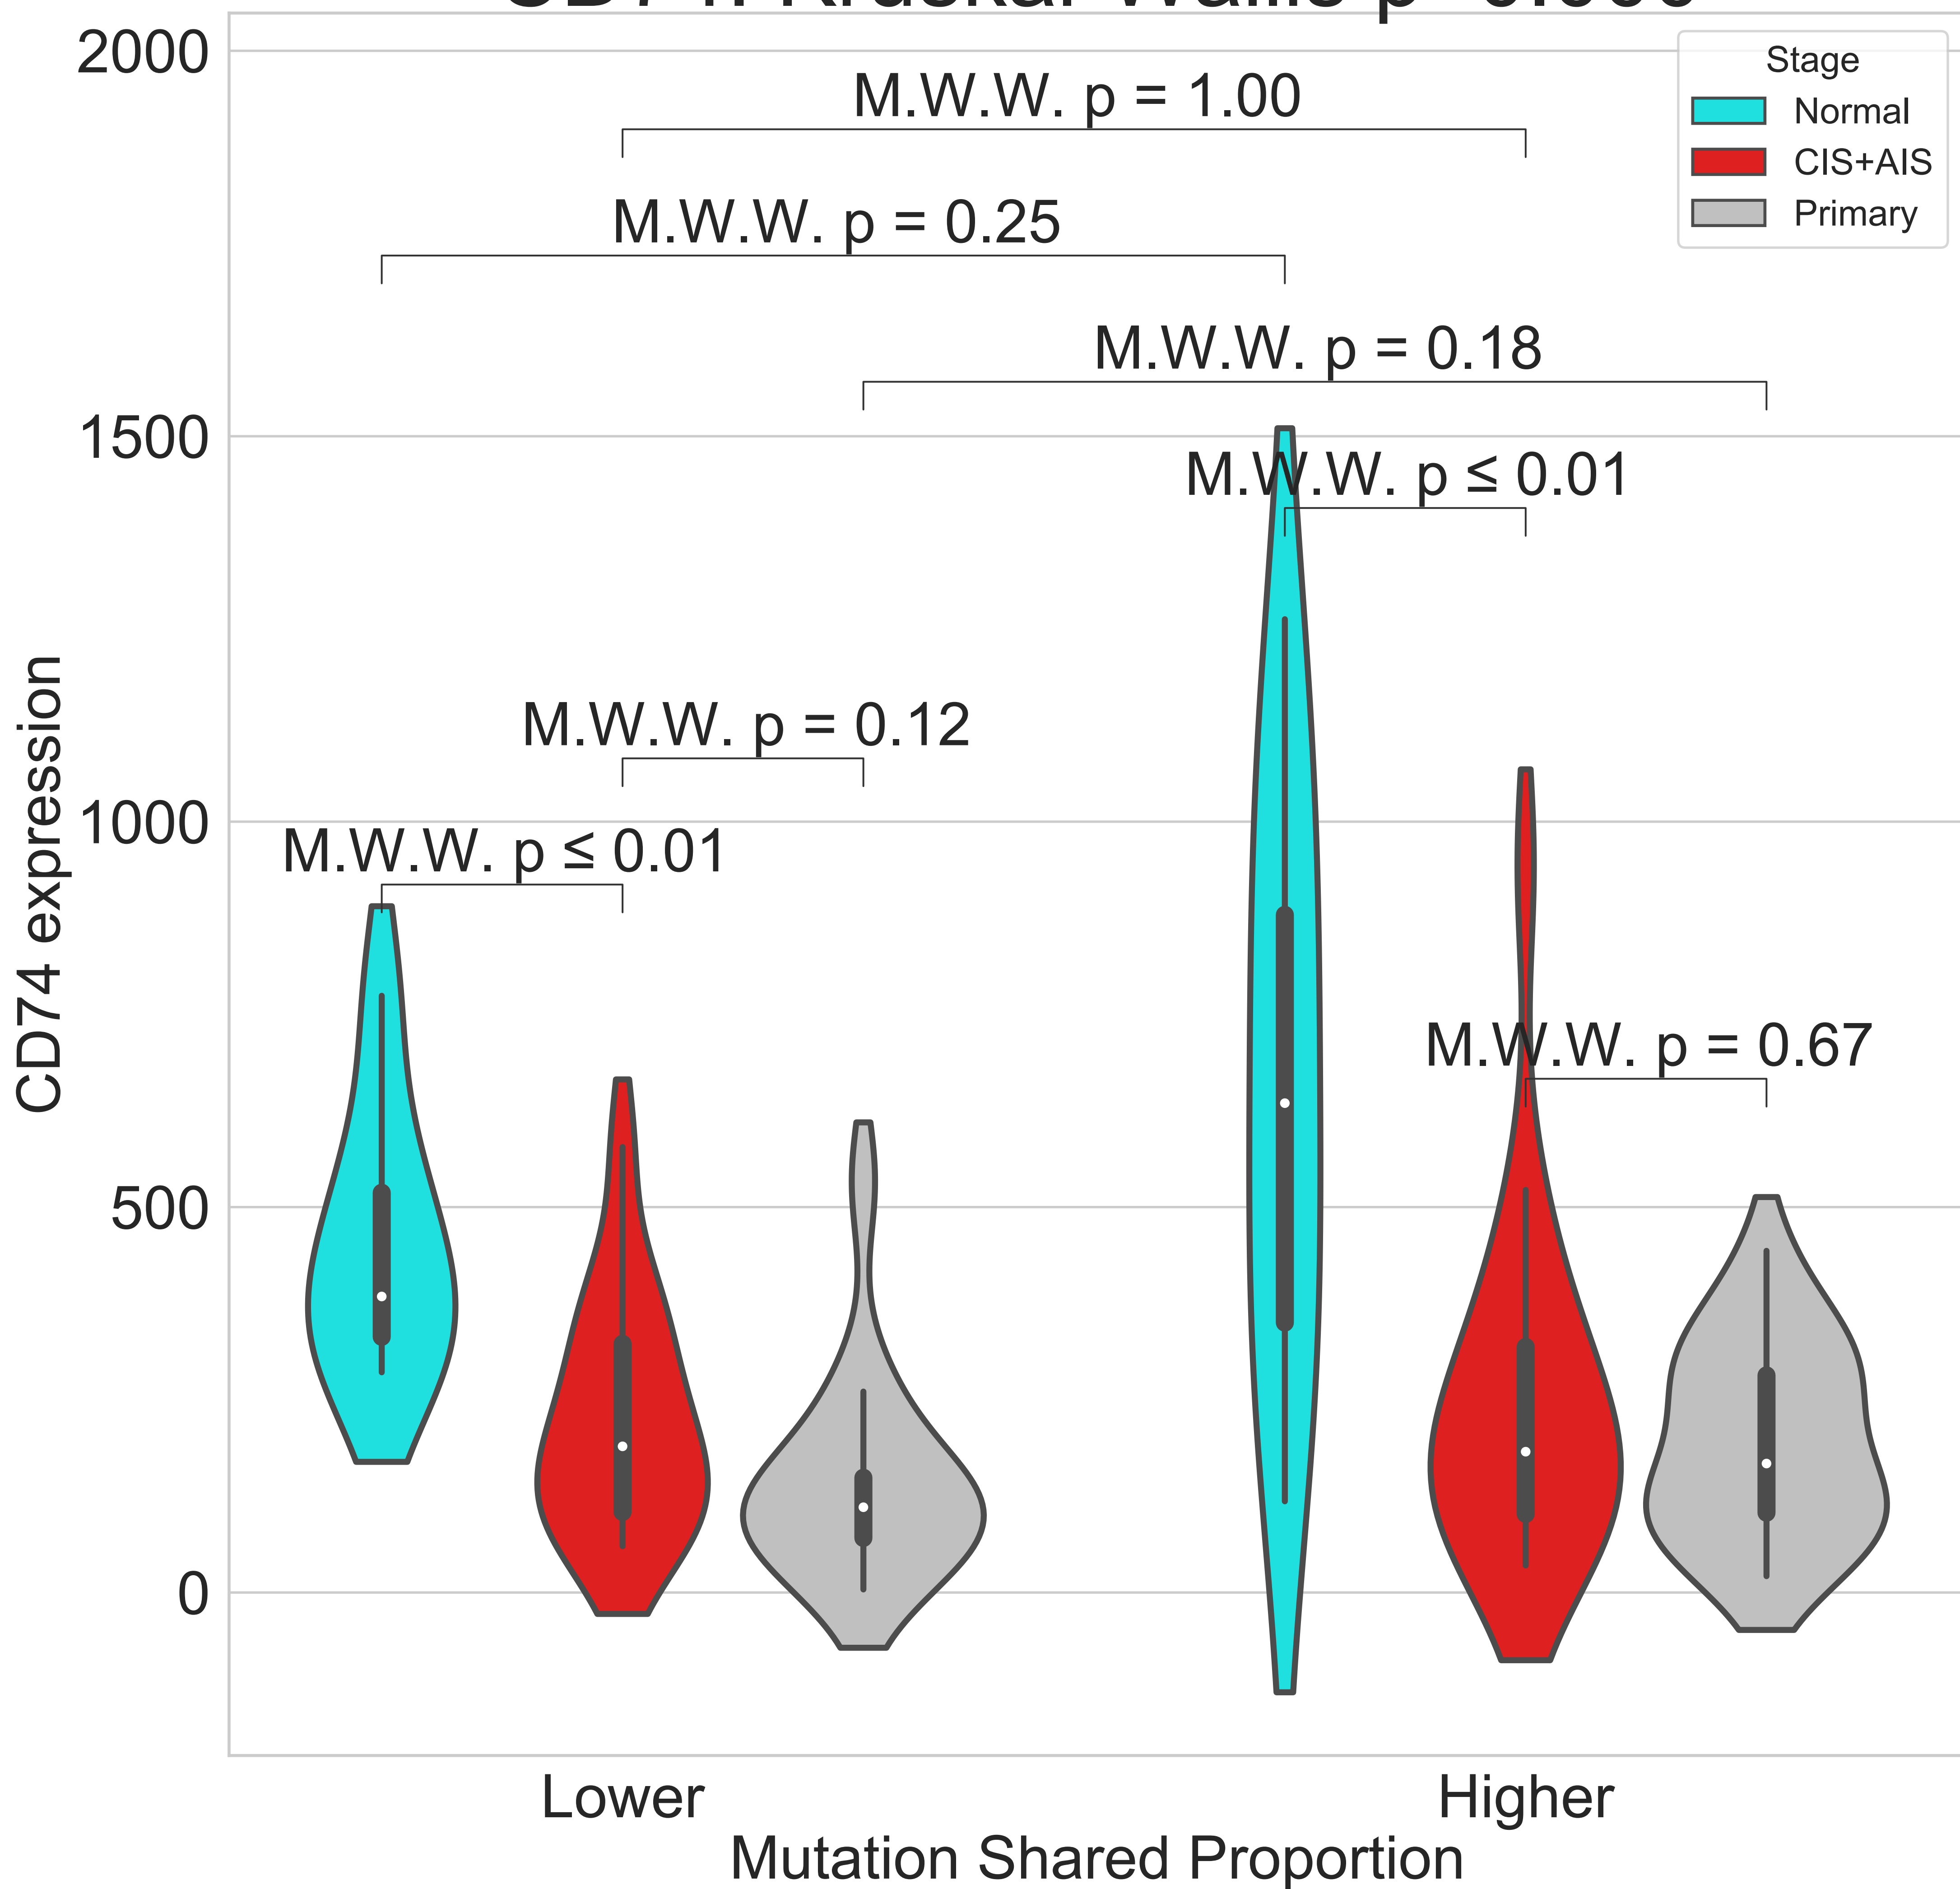 2000
1500
1000
500
0
CD74 expression
M.W.W. p = 1.00
M.W.W. p = 0.25
M.W.W. p = 0.18
M.W.W. p ≤ 0.01
M.W.W. p = 0.12
M.W.W. p ≤ 0.01
M.W.W. p = 0.67
Stage
Normal
CIS+AIS
Primary
Lower
Higher
Mutation Shared Proportion